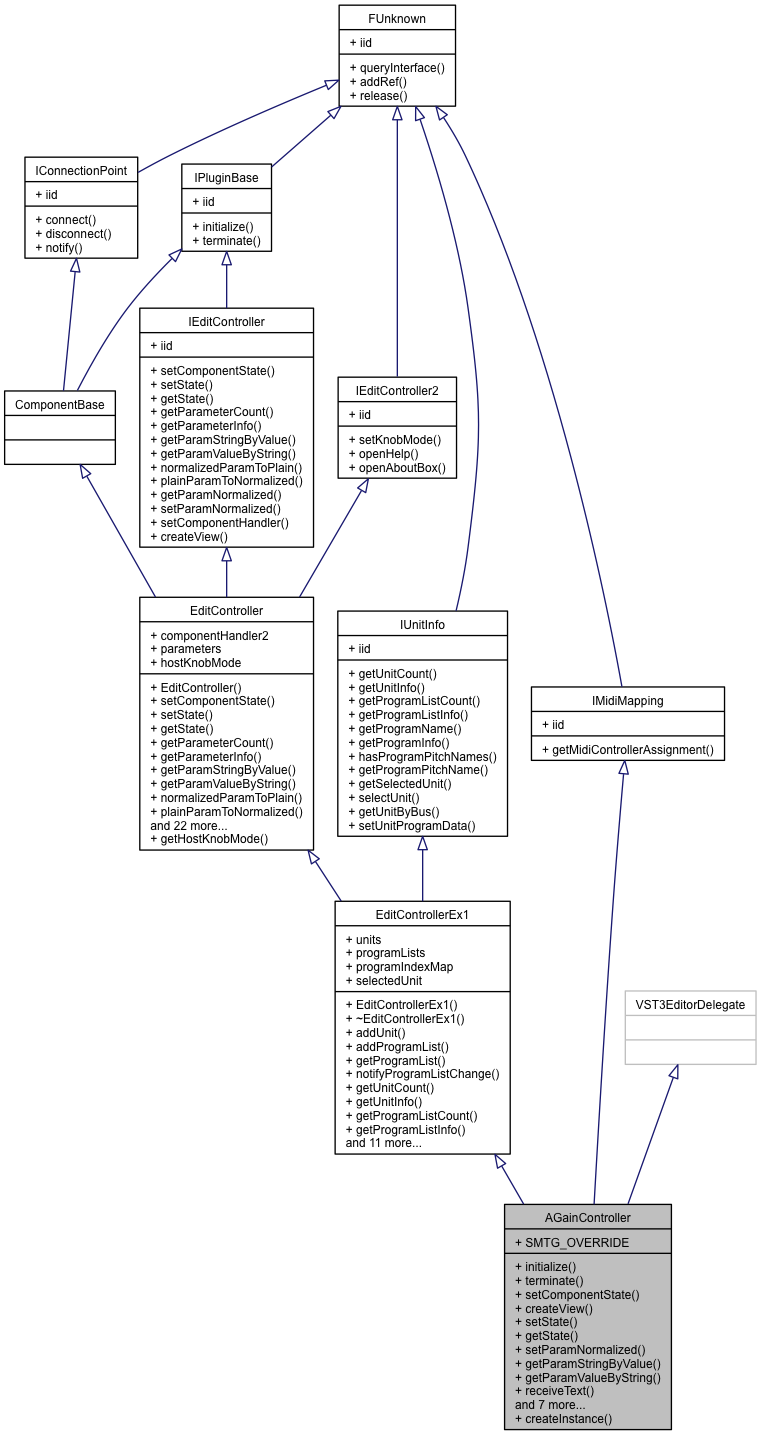 FUnknown
+ iid
+ queryInterface()
+ addRef()
+ release()
IConnectionPoint
+ iid
+ connect()
+ disconnect()
+ notify()
IPluginBase
+ iid
+ initialize()
+ terminate()
IEditController
+ iid
+ setComponentState()
+ setState()
+ getState()
+ getParameterCount()
+ getParameterInfo()
+ getParamStringByValue()
+ getParamValueByString()
+ normalizedParamToPlain()
+ plainParamToNormalized()
+ getParamNormalized()
+ setParamNormalized()
+ setComponentHandler()
+ createView()
IEditController2
+ iid
+ setKnobMode()
+ openHelp()
+ openAboutBox()
ComponentBase
EditController
+ componentHandler2
+ parameters
+ hostKnobMode
+ EditController()
+ setComponentState()
+ setState()
+ getState()
+ getParameterCount()
+ getParameterInfo()
+ getParamStringByValue()
+ getParamValueByString()
+ normalizedParamToPlain()
+ plainParamToNormalized()
and 22 more...
+ getHostKnobMode()
IUnitInfo
+ iid
+ getUnitCount()
+ getUnitInfo()
+ getProgramListCount()
+ getProgramListInfo()
+ getProgramName()
+ getProgramInfo()
+ hasProgramPitchNames()
+ getProgramPitchName()
+ getSelectedUnit()
+ selectUnit()
+ getUnitByBus()
+ setUnitProgramData()
IMidiMapping
+ iid
+ getMidiControllerAssignment()
EditControllerEx1
+ units
+ programLists
+ programIndexMap
+ selectedUnit
+ EditControllerEx1()
+ ~EditControllerEx1()
+ addUnit()
+ addProgramList()
+ getProgramList()
+ notifyProgramListChange()
+ getUnitCount()
+ getUnitInfo()
+ getProgramListCount()
+ getProgramListInfo()
and 11 more...
VST3EditorDelegate
AGainController
+ SMTG_OVERRIDE
+ initialize()
+ terminate()
+ setComponentState()
+ createView()
+ setState()
+ getState()
+ setParamNormalized()
+ getParamStringByValue()
+ getParamValueByString()
+ receiveText()
and 7 more...
+ createInstance()